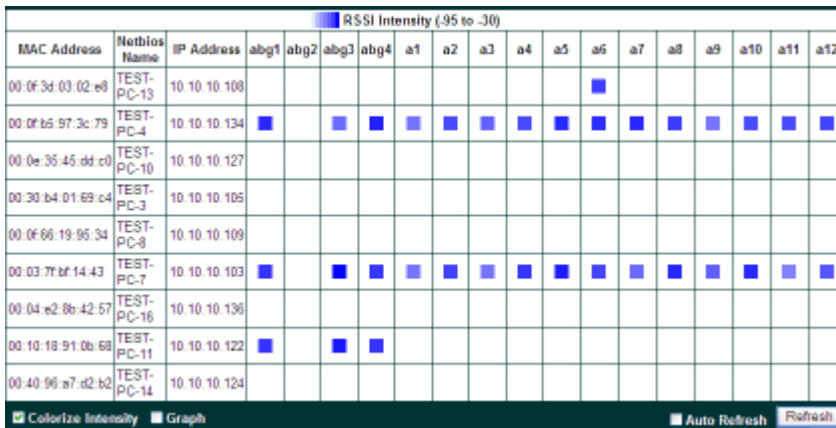 RSSI Intensity (-95 to -30)
MAC Address Netbios Name IP Address abg1 abg2 abg3 abg4 a1 a2 a3 a4 a5 a6 a7 a8 a9 a10 a11 a12
00:0f:3d:03:02:e8 TEST-PC-13 10.10.10.108
00:0f:b5:97:3c:79 TEST-PC-4 10.10.10.134
00:0e:35:45:dd:c0 TEST-PC-10 10.10.10.127
00:30:b4:01:69:c4 TEST-PC-3 10.10.10.105
00:0f:66:19:95:34 TEST-PC-8 10.10.10.109
00:03:7f:bf:14:43 TEST-PC-7 10.10.10.103
00:04:e2:8b:42:57 TEST-PC-16 10.10.10.136
00:10:18:91:0b:68 TEST-PC-11 10.10.10.122
00:40:96:a7:d2:b2 TEST-PC-14 10.10.10.124
Colorize Intensity Graph Auto Refresh Refresh